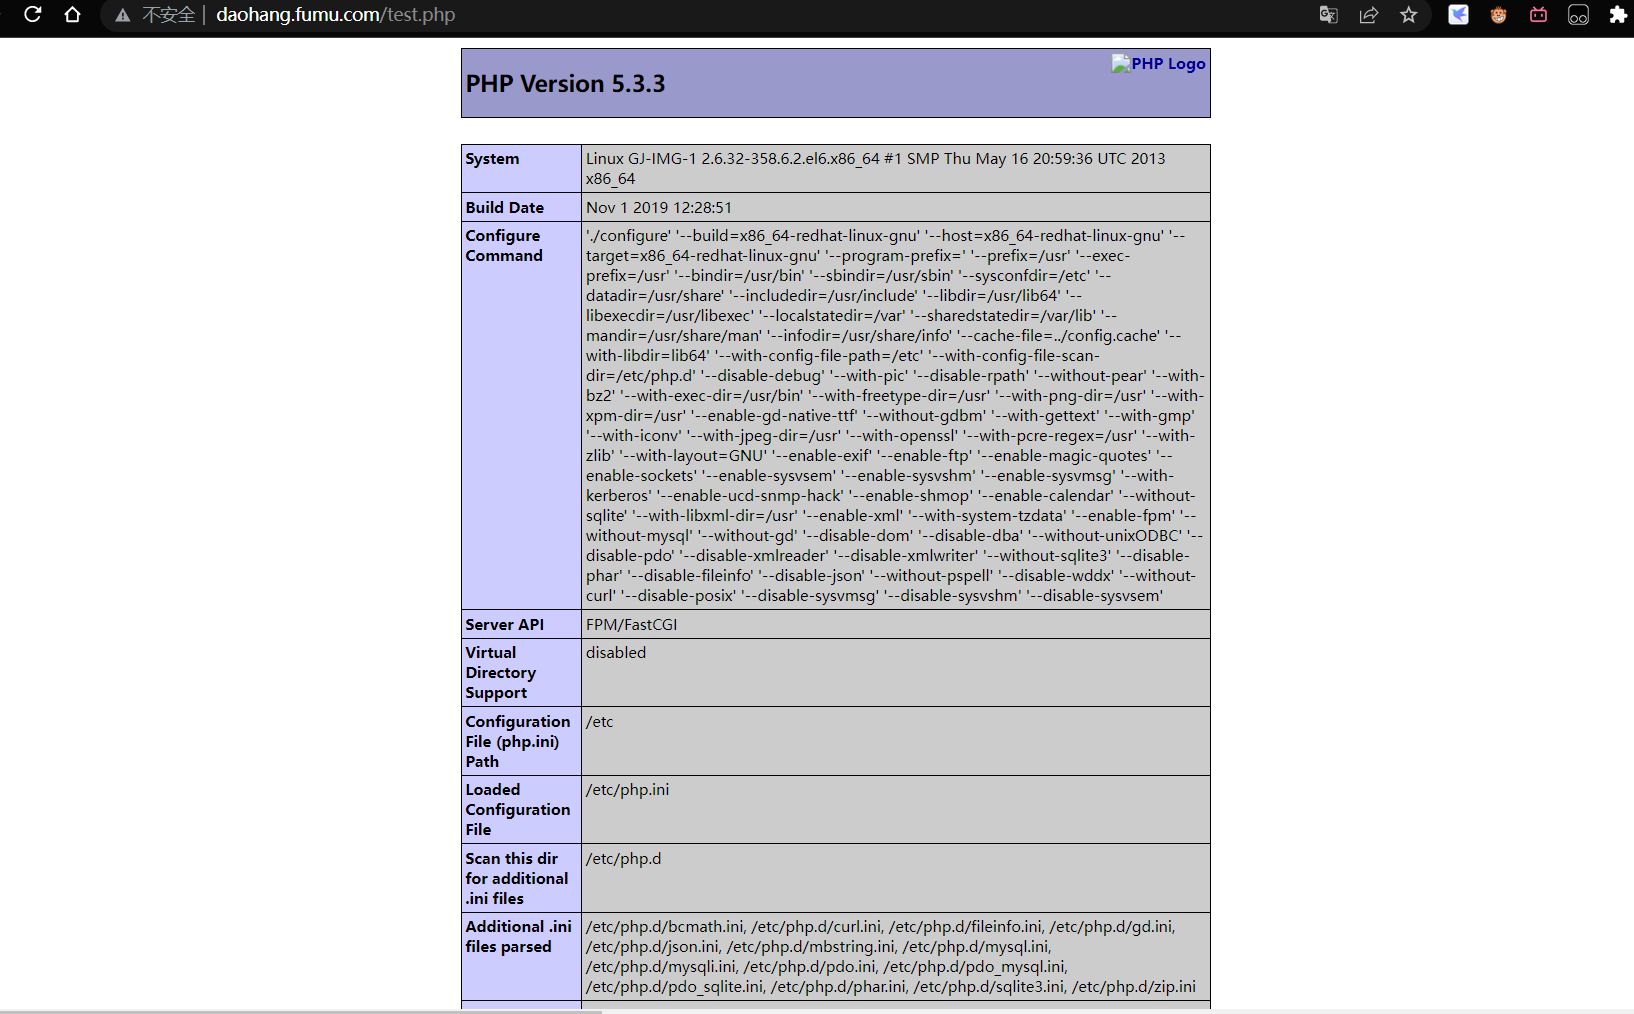 不安全 daohang.fumu.com/test.php
PHP Version 5.3.3
PHP Logo
System
Linux GJ-IMG-1 2.6.32-358.6.2.el6.x86_64 #1 SMP Thu May 16 20:59:36 UTC 2013
x86_64
Build Date
Nov 1 2019 12:28:51
Configure
Command
'./configure' '--build=x86_64-redhat-linux-gnu' '--host=x86_64-redhat-linux-gnu' '--
target=x86_64-redhat-linux-gnu' '--program-prefix=' '--prefix=/usr' '--exec-
prefix=/usr' '--bindir=/usr/bin' '--sbindir=/usr/sbin' '--sysconfdir=/etc' '--
datadir=/usr/share' '--includedir=/usr/include' '--libdir=/usr/lib64' '--
libexecdir=/usr/libexec' '--localstatedir=/var' '--sharedstatedir=/var/lib' '--
mandir=/usr/share/man' '--infodir=/usr/share/info' '--cache-file=../config.cache' '--
with-libdir=lib64' '--with-config-file-path=/etc' '--with-config-file-scan-
dir=/etc/php.d' '--disable-debug' '--with-pic' '--disable-rpath' '--without-pear' '--with-
bz2' '--with-exec-dir=/usr/bin' '--with-freetype-dir=/usr' '--with-png-dir=/usr' '--with-
xpm-dir=/usr' '--enable-gd-native-ttf' '--without-gdbm' '--with-gettext' '--with-gmp'
'--with-iconv' '--with-jpeg-dir=/usr' '--with-openssl' '--with-pcre-regex=/usr' '--with-
zlib' '--with-layout=GNU' '--enable-exif' '--enable-ftp' '--enable-magic-quotes' '--
enable-sockets' '--enable-sysvsem' '--enable-sysvshm' '--enable-sysvmsg' '--with-
kerberos' '--enable-ucd-snmp-hack' '--enable-shmop' '--enable-calendar' '--without-
sqlite' '--with-libxml-dir=/usr' '--enable-xml' '--with-system-tzdata' '--enable-fpm' '--
without-mysql' '--without-gd' '--disable-dom' '--disable-dba' '--without-unixODBC' '--
disable-pdo' '--disable-xmlreader' '--disable-xmlwriter' '--without-sqlite3' '--disable-
phar' '--disable-fileinfo' '--disable-json' '--without-pspell' '--disable-wddx' '--without-
curl' '--disable-posix' '--disable-sysvmsg' '--disable-sysvshm' '--disable-sysvsem'
Server API
FPM/FastCGI
Virtual
Directory
Support
disabled
Configuration
File (php.ini)
Path
/etc
Loaded
Configuration
File
/etc/php.ini
Scan this dir
for additional
.ini files
/etc/php.d
Additional .ini
files parsed
/etc/php.d/bcmath.ini, /etc/php.d/curl.ini, /etc/php.d/fileinfo.ini, /etc/php.d/gd.ini,
/etc/php.d/json.ini, /etc/php.d/mbstring.ini, /etc/php.d/mysql.ini,
/etc/php.d/mysqli.ini, /etc/php.d/pdo.ini, /etc/php.d/pdo_mysql.ini,
/etc/php.d/pdo_sqlite.ini, /etc/php.d/phar.ini, /etc/php.d/sqlite3.ini, /etc/php.d/zip.ini